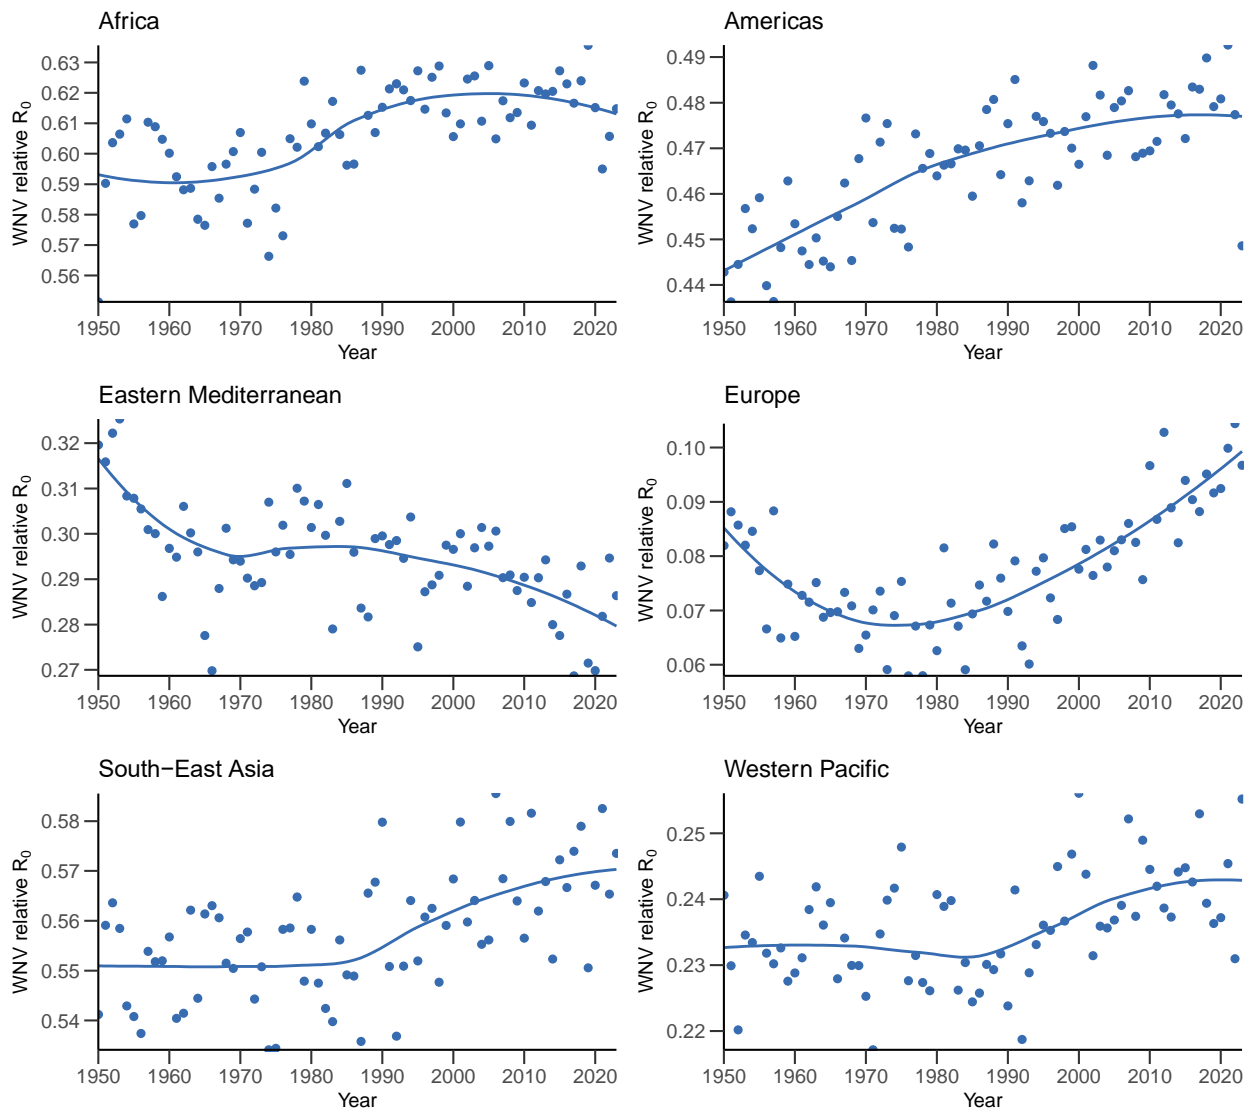 Africa
WNV relative R₀
0.63
0.62
0.61
0.60
0.59
0.58
0.57
0.56
1950 1960 1970 1980 1990 2000 2010 2020
Year
Americas
WNV relative R₀
0.49
0.48
0.47
0.46
0.45
0.44
1950 1960 1970 1980 1990 2000 2010 2020
Year
Eastern Mediterranean
WNV relative R₀
0.32
0.31
0.30
0.29
0.28
0.27
1950 1960 1970 1980 1990 2000 2010 2020
Year
Europe
WNV relative R₀
0.10
0.09
0.08
0.07
0.06
1950 1960 1970 1980 1990 2000 2010 2020
Year
South−East Asia
WNV relative R₀
0.58
0.57
0.56
0.55
0.54
1950 1960 1970 1980 1990 2000 2010 2020
Year
Western Pacific
WNV relative R₀
0.25
0.24
0.23
0.22
1950 1960 1970 1980 1990 2000 2010 2020
Year